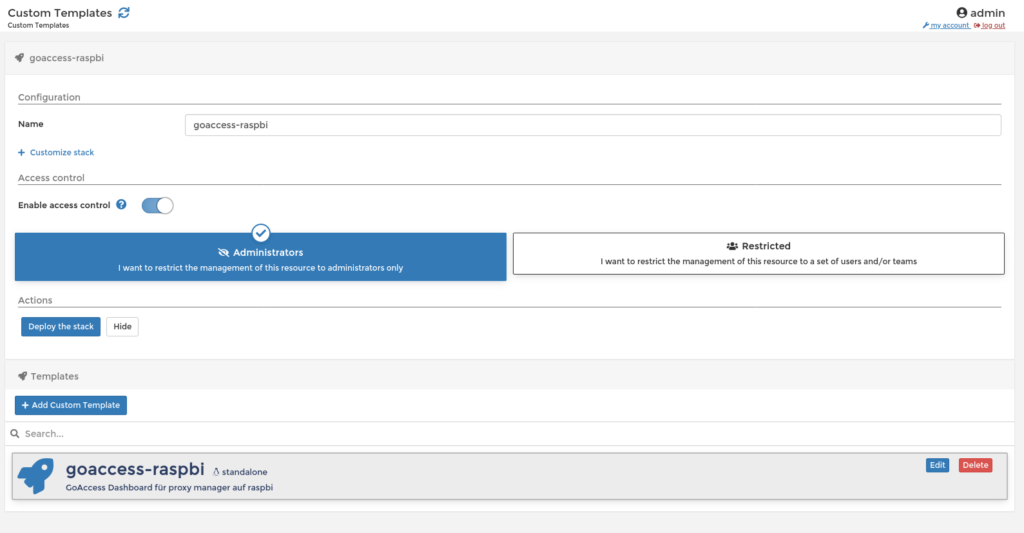 Custom Templates
Custom Templates
admin
my account log out
goaccess-raspbi
Configuration
Name goaccess-raspbi
Customize stack
Access control
Enable access control
Administrators
I want to restrict the management of this resource to administrators only
Restricted
I want to restrict the management of this resource to a set of users and/or teams
Actions
Deploy the stack Hide
Templates
+ Add Custom Template
Search...
goaccess-raspbi standalone
Edit Delete
GoAccess Dashboard für proxy manager auf raspbi